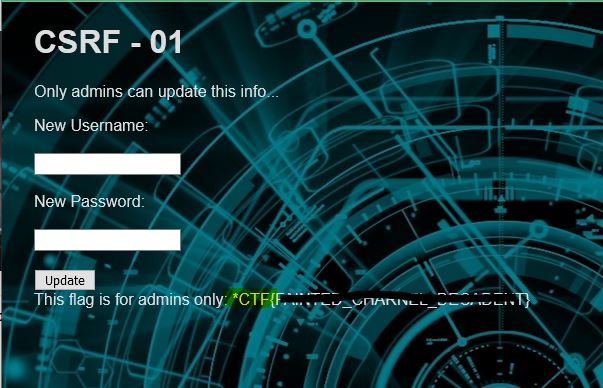 CSRF - 01
Only admins can update this info...
New Username:
New Password:
Update
This flag is for admins only: *CTF{